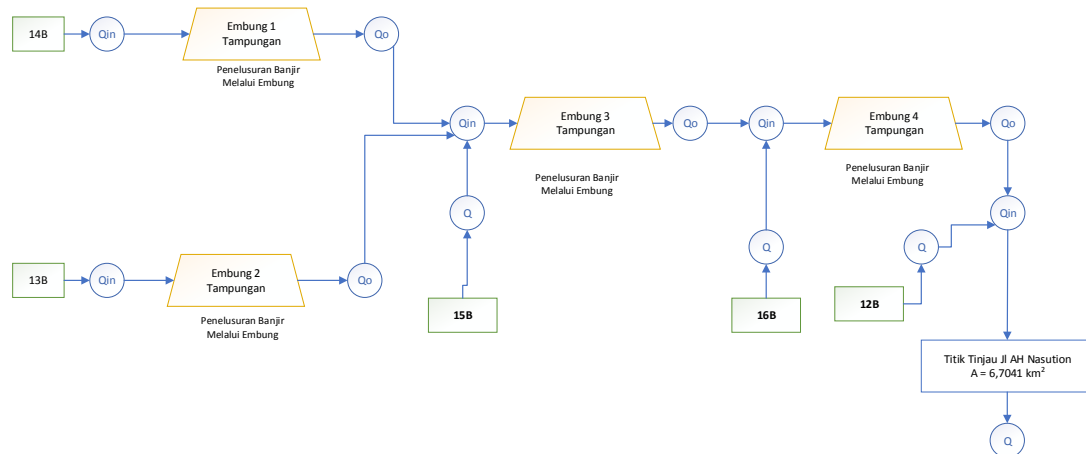 14B
Qin
Embung 1
Tampungan
Qo
Penelusuran Banjir
Melalui Embung
Qin
Embung 3
Tampungan
Qo
Qin
Embung 4
Tampungan
Qo
Penelusuran Banjir
Melalui Embung
Penelusuran Banjir
Melalui Embung
Q
Qin
13B
Qin
Embung 2
Tampungan
Qo
Penelusuran Banjir
Melalui Embung
Q
Q
15B
16B
12B
Titik Tinjau Jl AH Nasution
A = 6,7041 km²
Q